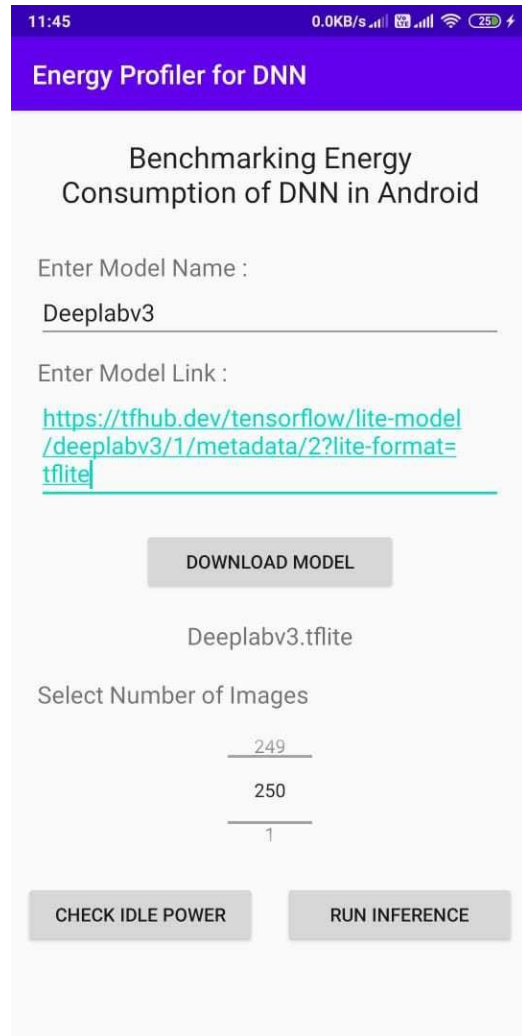 11:45 0.0KB/s 25
Energy Profiler for DNN
Benchmarking Energy
Consumption of DNN in Android
Enter Model Name :
Deeplabv3
Enter Model Link :
https://tfhub.dev/tensorflow/lite-model
/deeplabv3/1/metadata/2?lite-format=
tflite
DOWNLOAD MODEL
Deeplabv3.tflite
Select Number of Images
249
250
1
CHECK IDLE POWER RUN INFERENCE